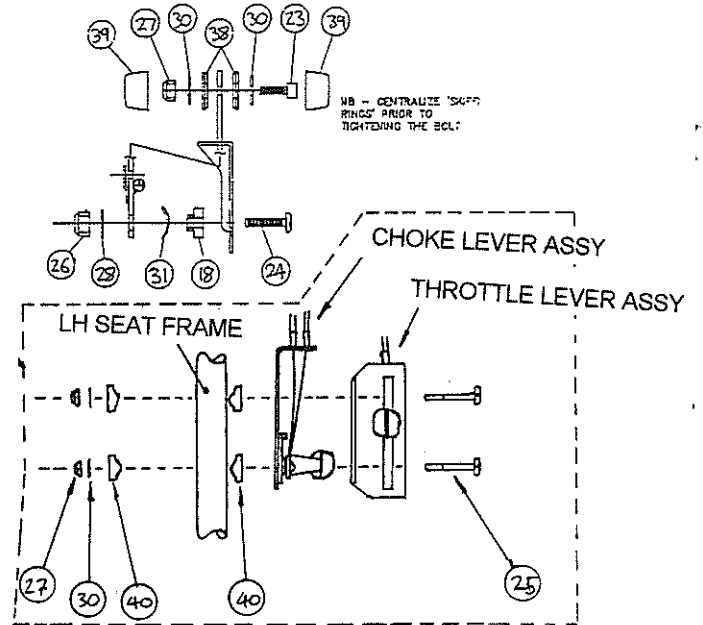 39 27 30 38 30 23 39
NB - CENTRALIZE
RINGS' PRIOR TO
TIGHTENING THE BOLT
26 28 31 18 24
CHOKE LEVER ASSY
THROTTLE LEVER ASSY
LH SEAT FRAME
27 30 40 40 25